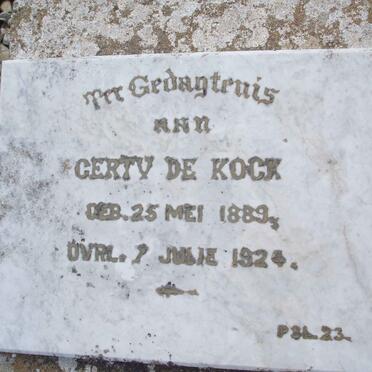 Ter Gedagtenis
aan
GERTY DE KOCK
GEB. 25 MEI 1889,
OVRL. 7 JULIE 1924.
PSL.23.